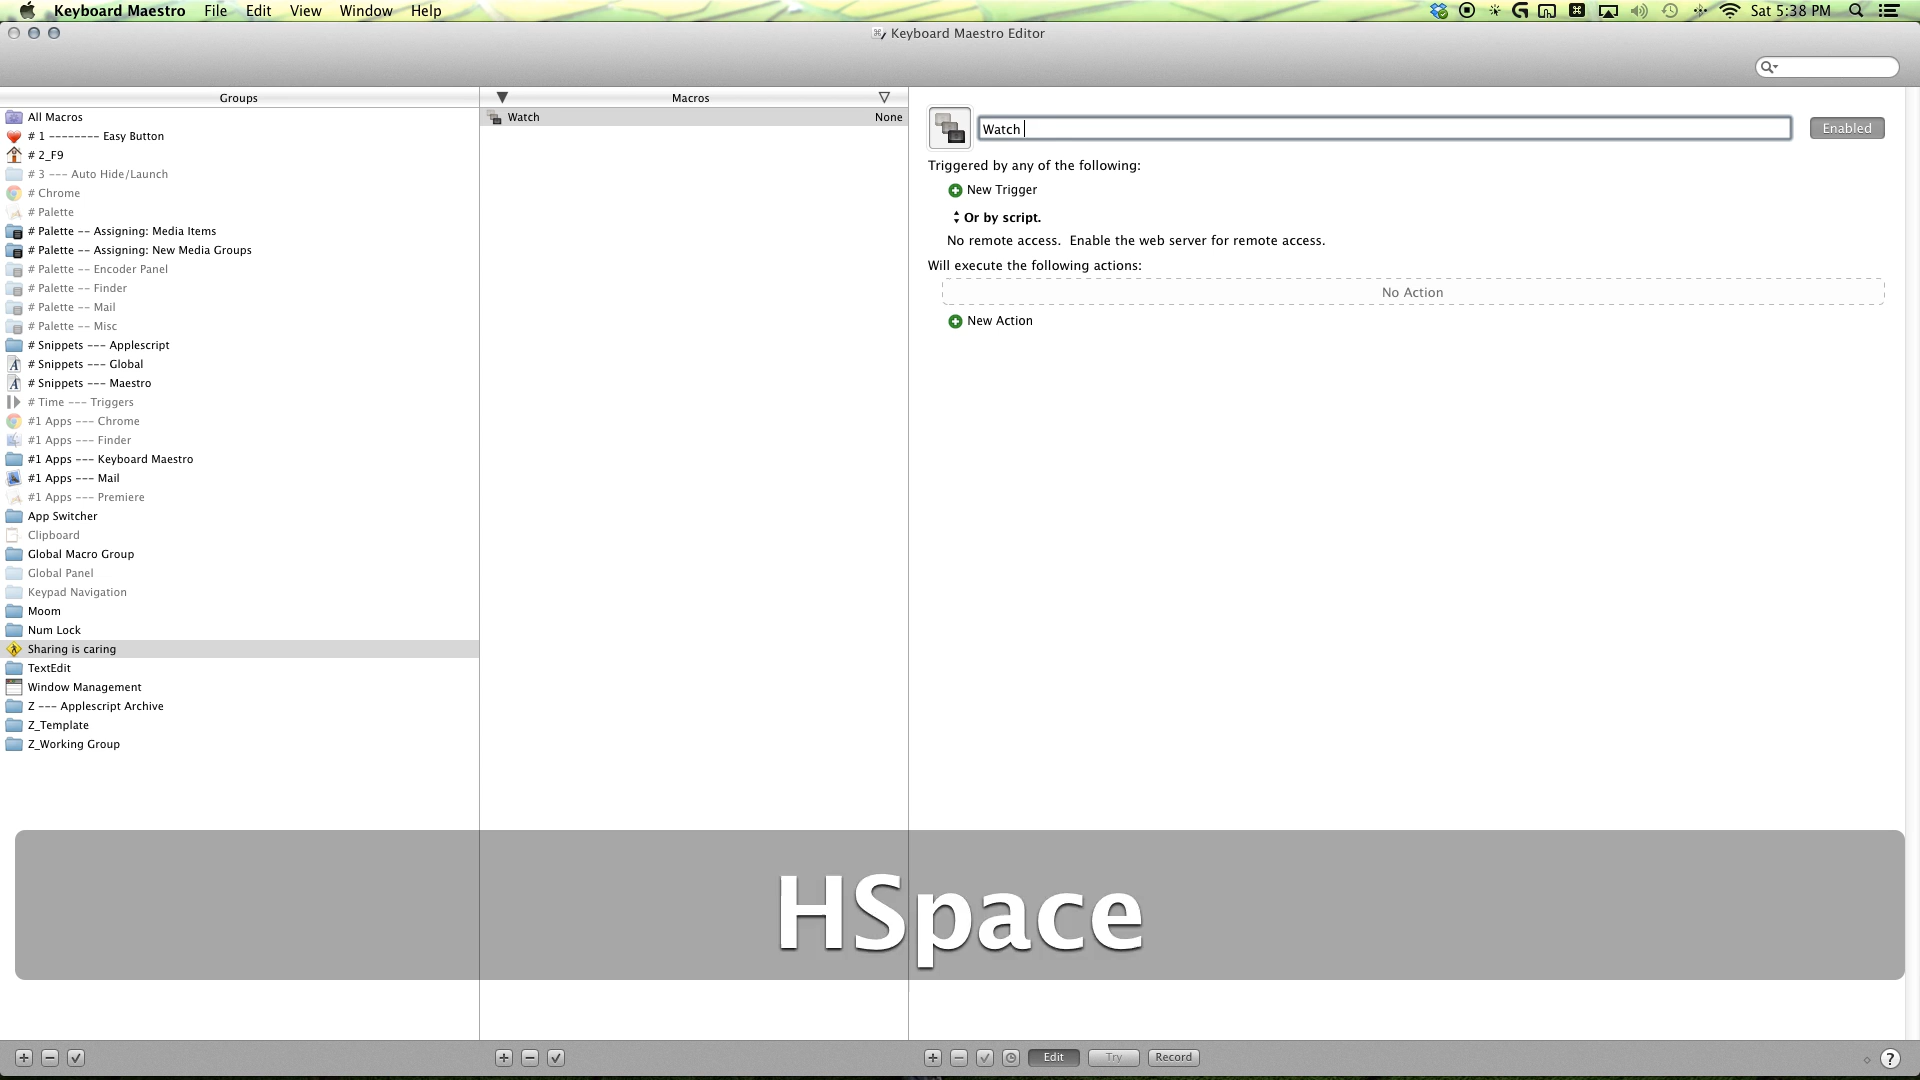 Keyboard Maestro File Edit View Window Help Sat 5:38 PM
Keyboard Maestro Editor
Groups
All Macros
# 1 -------- Easy Button
# 2_F9
# 3 --- Auto Hide/Launch
# Chrome
# Palette
# Palette -- Assigning: Media Items
# Palette -- Assigning: New Media Groups
# Palette -- Encoder Panel
# Palette -- Finder
# Palette -- Mail
# Palette -- Misc
# Snippets --- Applescript
# Snippets --- Global
# Snippets --- Maestro
# Time --- Triggers
#1 Apps --- Chrome
#1 Apps --- Finder
#1 Apps --- Keyboard Maestro
#1 Apps --- Mail
#1 Apps --- Premiere
App Switcher
Clipboard
Global Macro Group
Global Panel
Keypad Navigation
Moom
Num Lock
Sharing is caring
TextEdit
Window Management
Z --- Applescript Archive
Z_Template
Z_Working Group
Macros
Watch None
Watch
Enabled
Triggered by any of the following:
New Trigger
Or by script.
No remote access. Enable the web server for remote access.
Will execute the following actions:
No Action
New Action
HSpace
Edit Try Record ?